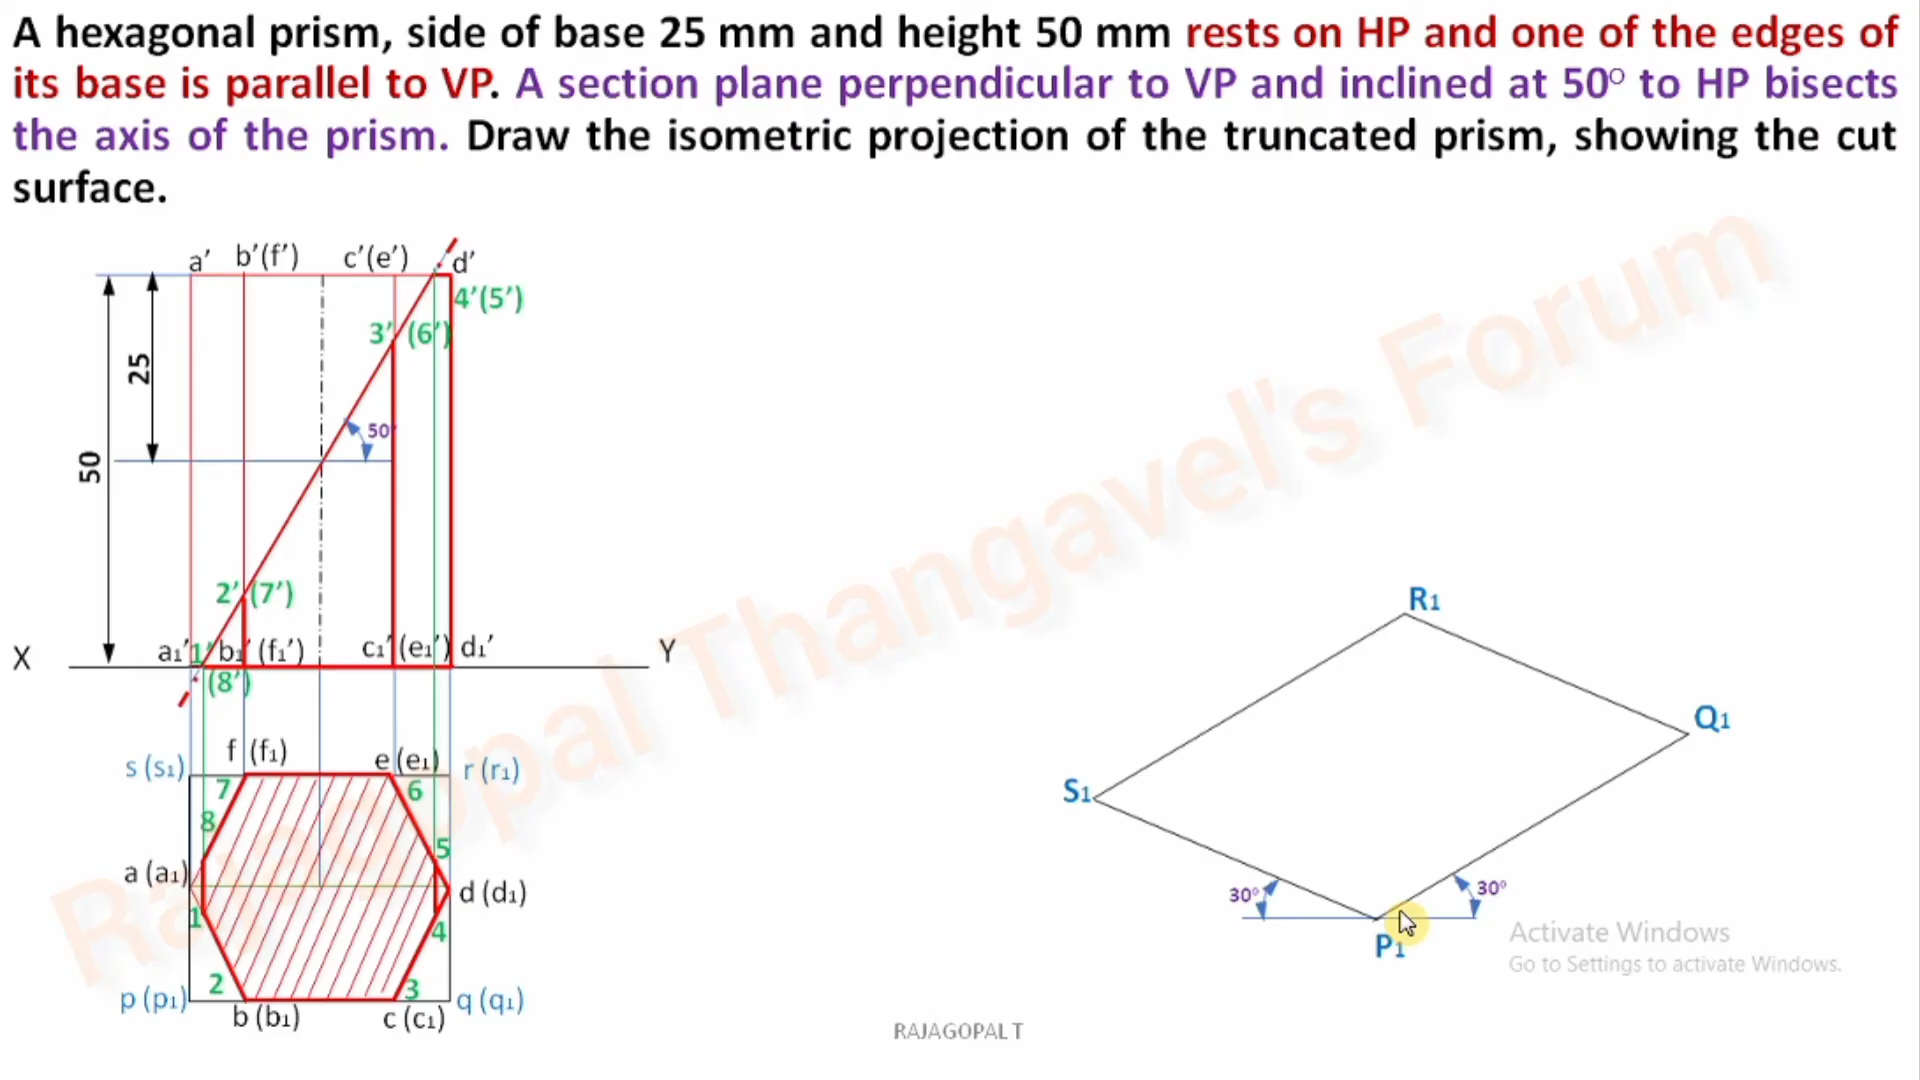 A hexagonal prism, side of base 25 mm and height 50 mm rests on HP and one of the edges of
its base is parallel to VP. A section plane perpendicular to VP and inclined at 50º to HP bisects
the axis of the prism. Draw the isometric projection of the truncated prism, showing the cut
surface.
a' b'(f') c'(e') d'
4'(5')
3' (6')
25
50°
50
2' (7')
X a₁' 1' b₁' (f₁') c₁' (e₁') d₁' Y
(8')
s (s₁) f (f₁) e (e₁) r (r₁)
7 6
8 5
a (a₁) d (d₁)
1 4
2 3
p (p₁) q (q₁)
b (b₁) c (c₁)
R₁
Q₁
S₁
30º 30º
P₁
Rajagopal Thangavel's Forum
Activate Windows
Go to Settings to activate Windows.
RAJAGOPAL T